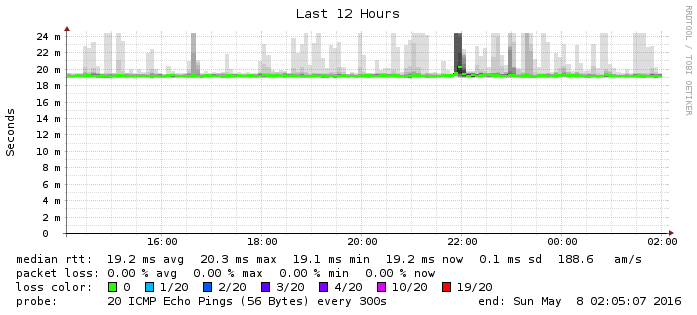 Last 12 Hours
RRDTOOL / TOBI OETIKER
Seconds
24 m
22 m
20 m
18 m
16 m
14 m
12 m
10 m
8 m
6 m
4 m
2 m
0
16:00 18:00 20:00 22:00 00:00 02:00
median rtt: 19.2 ms avg 20.3 ms max 19.1 ms min 19.2 ms now 0.1 ms sd 188.6 am/s
packet loss: 0.00 % avg 0.00 % max 0.00 % min 0.00 % now
loss color: 0 1/20 2/20 3/20 4/20 10/20 19/20
probe: 20 ICMP Echo Pings (56 Bytes) every 300s end: Sun May 8 02:05:07 2016